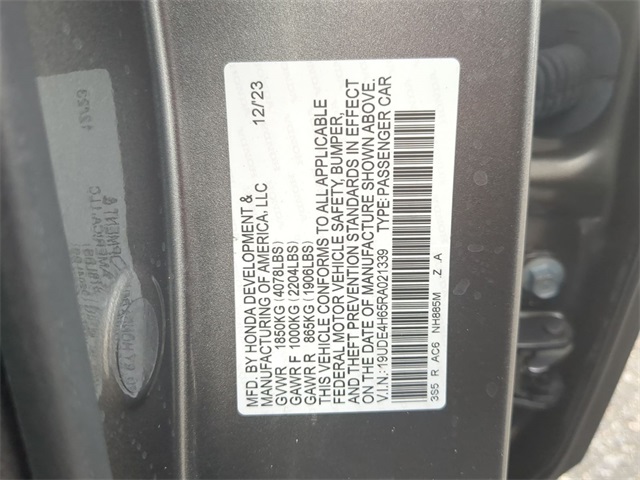 MFD. BY HONDA DEVELOPMENT &
MANUFACTURING OF AMERICA, LLC 12/'23
GVWR 1850KG (4078LBS)
GAWR F 1000KG (2204LBS)
GAWR R 865KG (1906LBS)
THIS VEHICLE CONFORMS TO ALL APPLICABLE
FEDERAL MOTOR VEHICLE SAFETY, BUMPER,
AND THEFT PREVENTION STANDARDS IN EFFECT
ON THE DATE OF MANUFACTURE SHOWN ABOVE.
V.I.N.: 19UDE4H65RA021339 TYPE: PASSENGER CAR
3S5 R AC6 NH885M Z A